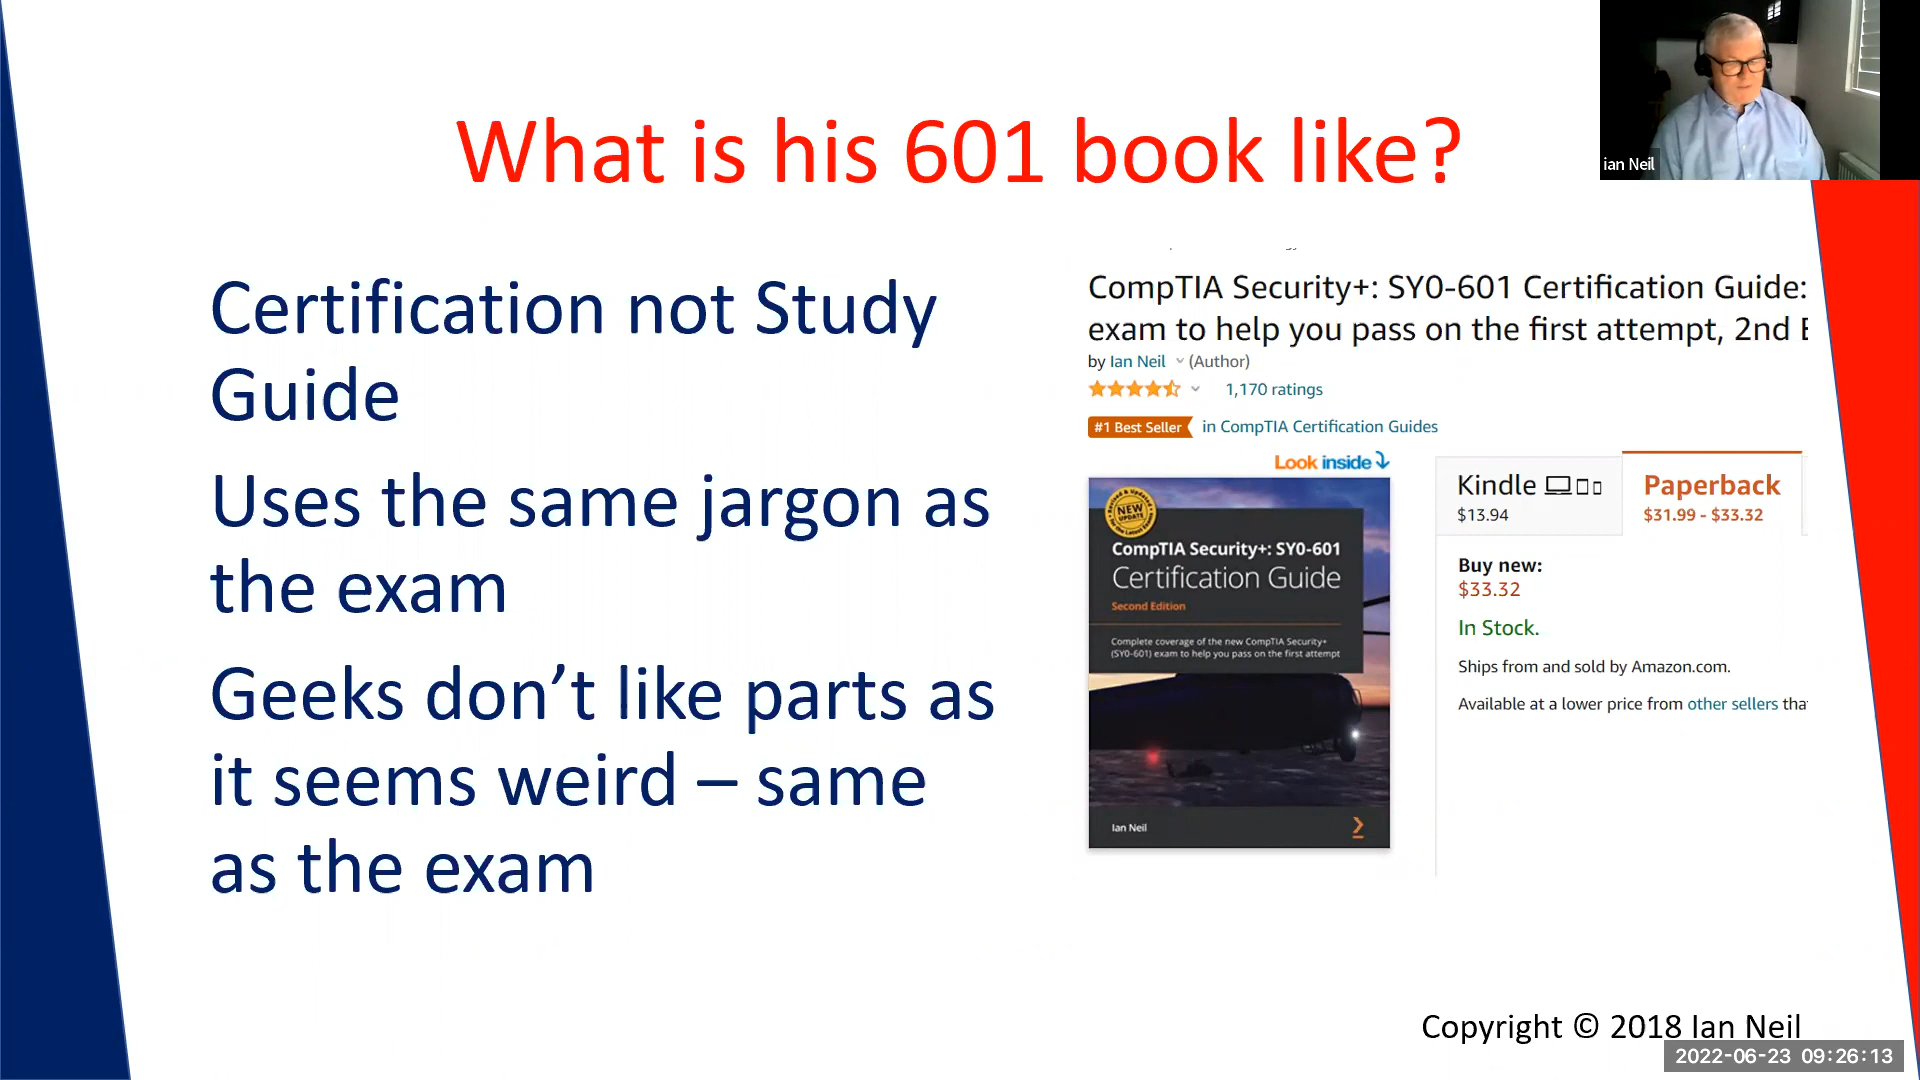 What is his 601 book like?
ian Neil
Certification not Study
Guide
Uses the same jargon as
the exam
Geeks don’t like parts as
it seems weird – same
as the exam
CompTIA Security+: SY0-601 Certification Guide:
exam to help you pass on the first attempt, 2nd E
by Ian Neil (Author)
1,170 ratings
#1 Best Seller in CompTIA Certification Guides
Look inside
NEW
UPDATE
CompTIA Security+: SY0-601
Certification Guide
Second Edition
Complete coverage of the new CompTIA Security+
(SY0-601) exam to help you pass on the first attempt
Ian Neil
Kindle
$13.94
Paperback
$31.99 - $33.32
Buy new:
$33.32
In Stock.
Ships from and sold by Amazon.com.
Available at a lower price from other sellers that
Copyright © 2018 Ian Neil
2022-06-23 09:26:13